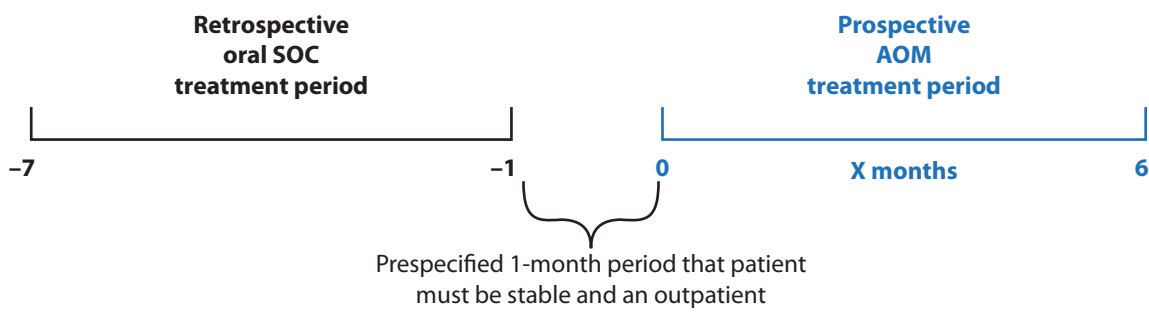 Retrospective
oral SOC
treatment period
Prospective
AOM
treatment period
–7
–1
0
X months
6
Prespecified 1-month period that patient
must be stable and an outpatient